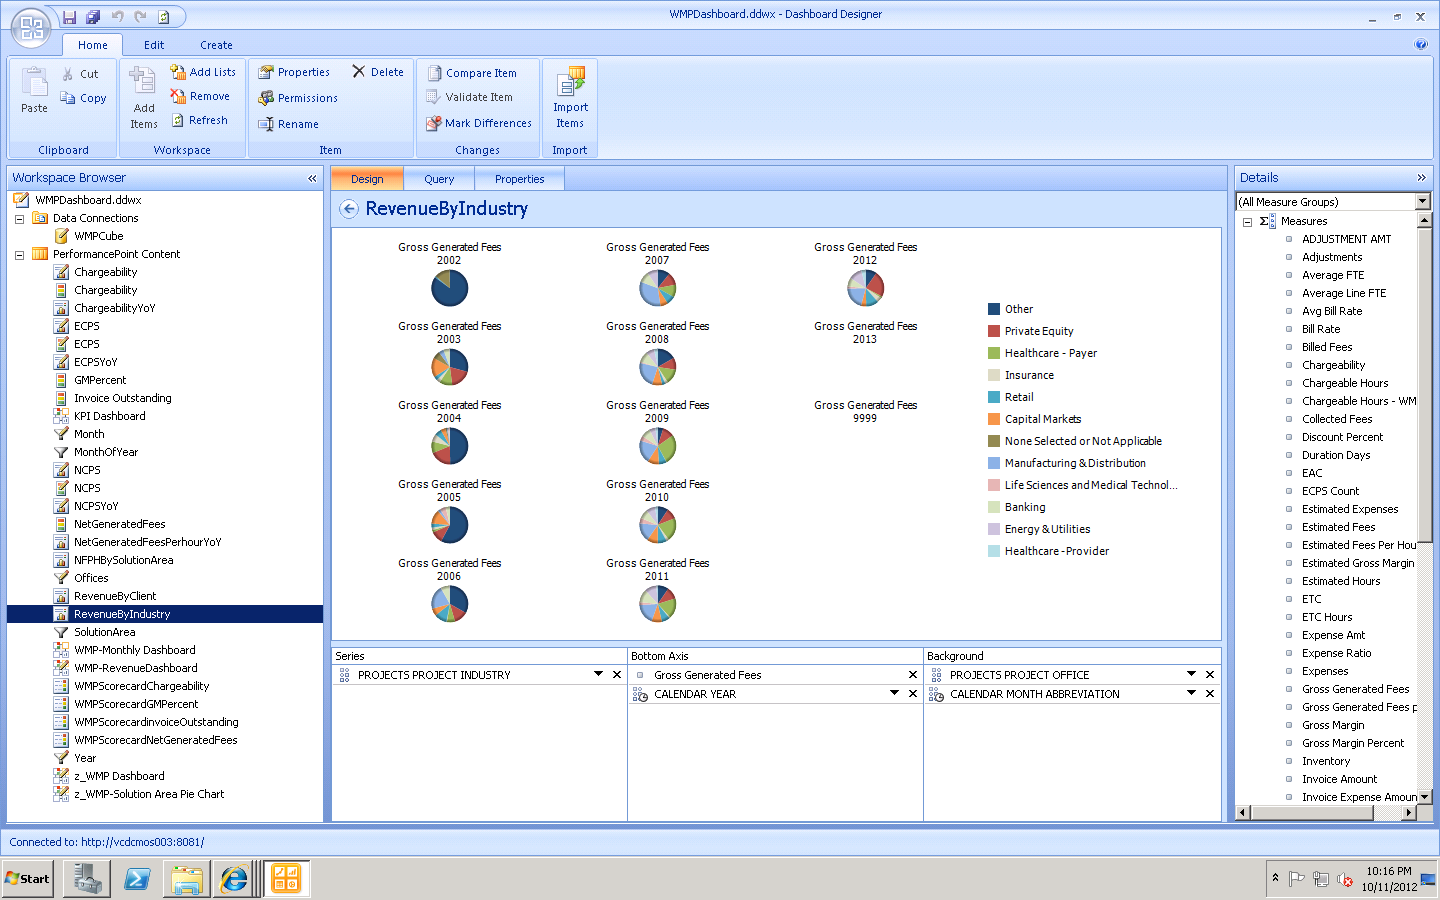 WMPDashboard.ddwx - Dashboard Designer
Home
Edit
Create
Paste
Cut
Copy
Clipboard
Add
Items
Add Lists
Remove
Refresh
Workspace
Properties
Permissions
Rename
Delete
Item
Compare Item
Validate Item
Mark Differences
Changes
Import
Items
Import
Workspace Browser
WMPDashboard.ddwx
Data Connections
WMPCube
PerformancePoint Content
Chargeability
Chargeability
ChargeabilityYoY
ECPS
ECPS
ECPSYoY
GMPercent
Invoice Outstanding
KPI Dashboard
Month
MonthOfYear
NCPS
NCPS
NCPSYoY
NetGeneratedFees
NetGeneratedFeesPerhourYoY
NFPHBySolutionArea
Offices
RevenueByClient
RevenueByIndustry
SolutionArea
WMP-Monthly Dashboard
WMP-RevenueDashboard
WMPScorecardChargeability
WMPScorecardGMPercent
WMPScorecardinvoiceOutstanding
WMPScorecardNetGeneratedFees
Year
z_WMP Dashboard
z_WMP-Solution Area Pie Chart
Design
Query
Properties
RevenueByIndustry
Gross Generated Fees
2002
Gross Generated Fees
2007
Gross Generated Fees
2012
Gross Generated Fees
2003
Gross Generated Fees
2008
Gross Generated Fees
2013
Gross Generated Fees
2004
Gross Generated Fees
2009
Gross Generated Fees
9999
Gross Generated Fees
2005
Gross Generated Fees
2010
Gross Generated Fees
2006
Gross Generated Fees
2011
Other
Private Equity
Healthcare - Payer
Insurance
Retail
Capital Markets
None Selected or Not Applicable
Manufacturing & Distribution
Life Sciences and Medical Technol...
Banking
Energy & Utilities
Healthcare -Provider
Series
PROJECTS PROJECT INDUSTRY
Bottom Axis
Gross Generated Fees
CALENDAR YEAR
Background
PROJECTS PROJECT OFFICE
CALENDAR MONTH ABBREVIATION
Details
(All Measure Groups)
Σ Measures
ADJUSTMENT AMT
Adjustments
Average FTE
Average Line FTE
Avg Bill Rate
Bill Rate
Billed Fees
Chargeability
Chargeable Hours
Chargeable Hours - WM
Collected Fees
Discount Percent
Duration Days
EAC
ECPS Count
Estimated Expenses
Estimated Fees
Estimated Fees Per Hou
Estimated Gross Margin
Estimated Hours
ETC
ETC Hours
Expense Amt
Expense Ratio
Expenses
Gross Generated Fees
Gross Generated Fees p
Gross Margin
Gross Margin Percent
Inventory
Invoice Amount
Invoice Expense Amoun
Connected to: http://vcdcmos003:8081/
Start
10:16 PM
10/11/2012